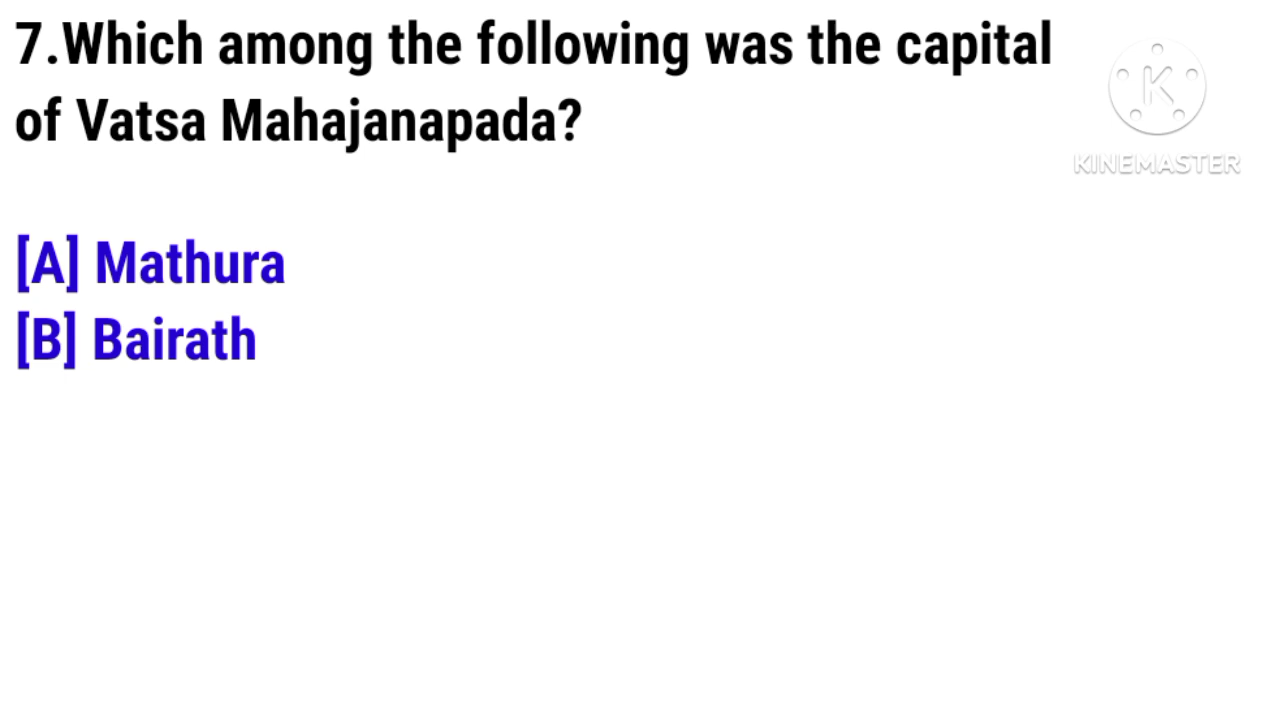 7.Which among the following was the capital
of Vatsa Mahajanapada?
K
KINEMASTER
[A] Mathura
[B] Bairath